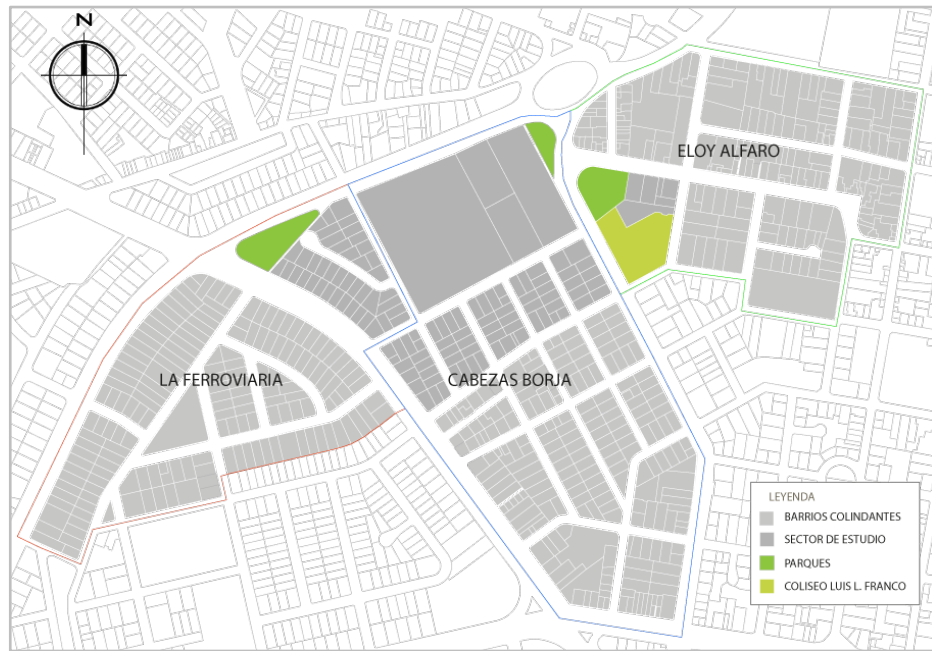 N
ELOY ALFARO
LA FERROVIARIA
CABEZAS BORJA
LEYENDA
BARRIOS COLINDANTES
SECTOR DE ESTUDIO
PARQUES
COLISEO LUIS L. FRANCO